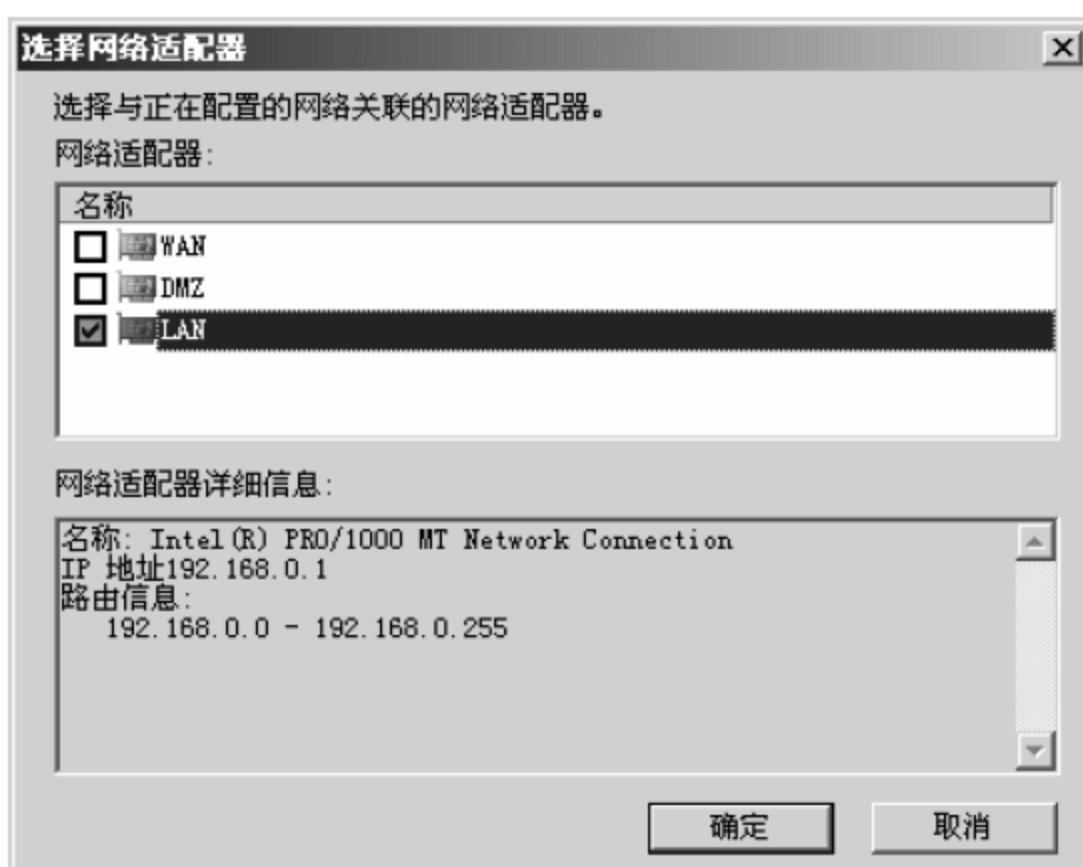 选择网络适配器
选择与正在配置的网络关联的网络适配器。
网络适配器:
名称
WAN
DMZ
LAN
网络适配器详细信息:
名称: Intel(R) PRO/1000 MT Network Connection
IP 地址192.168.0.1
路由信息:
192.168.0.0 - 192.168.0.255
确定 取消